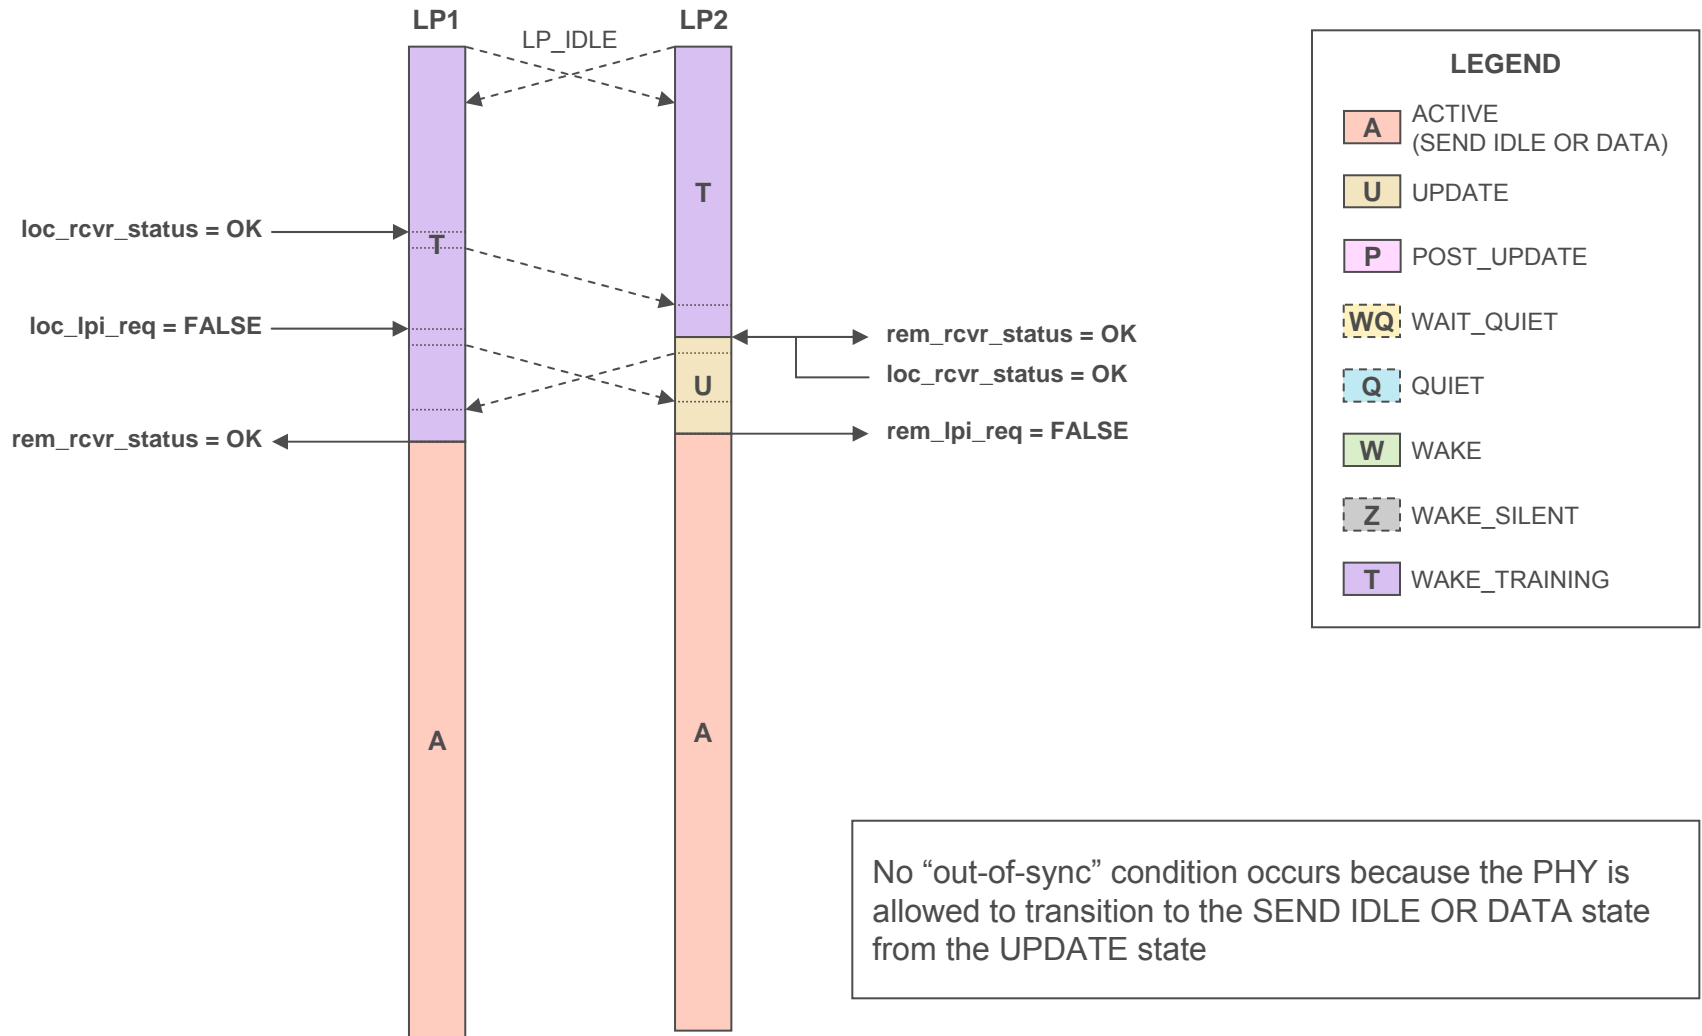 LP1
LP2
LP_IDLE
T
T
loc_rcvr_status = OK
loc_lpi_req = FALSE
rem_rcvr_status = OK
rem_rcvr_status = OK
loc_rcvr_status = OK
U
rem_lpi_req = FALSE
A
A
LEGEND
A ACTIVE
(SEND IDLE OR DATA)
U UPDATE
P POST_UPDATE
WQ WAIT_QUIET
Q QUIET
W WAKE
Z WAKE_SILENT
T WAKE_TRAINING
No “out-of-sync” condition occurs because the PHY is
allowed to transition to the SEND IDLE OR DATA state
from the UPDATE state